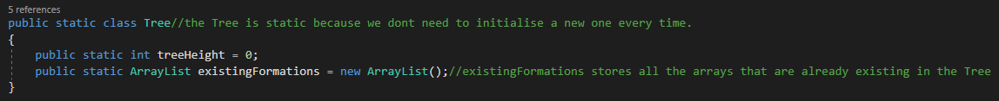 5 references
public static class Tree//the Tree is static because we dont need to initialise a new one every time.
{
public static int treeHeight = 0;
public static ArrayList existingFormations = new ArrayList();//existingFormations stores all the arrays that are already existing in the Tree
}